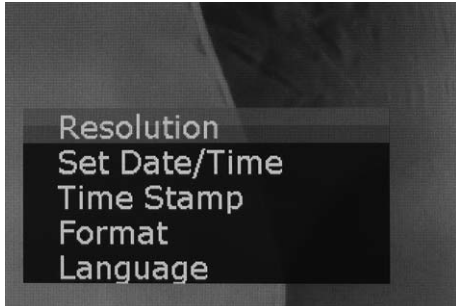 Resolution
Set Date/Time
Time Stamp
Format
Language